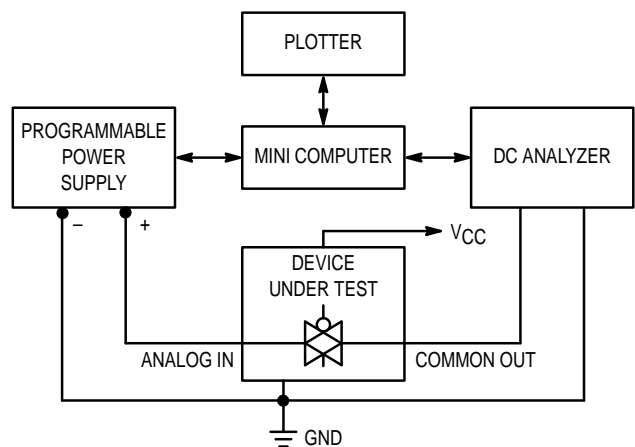 PLOTTER
PROGRAMMABLE
POWER
SUPPLY
MINI COMPUTER
DC ANALYZER
– +
VCC
DEVICE
UNDER TEST
ANALOG IN
COMMON OUT
GND